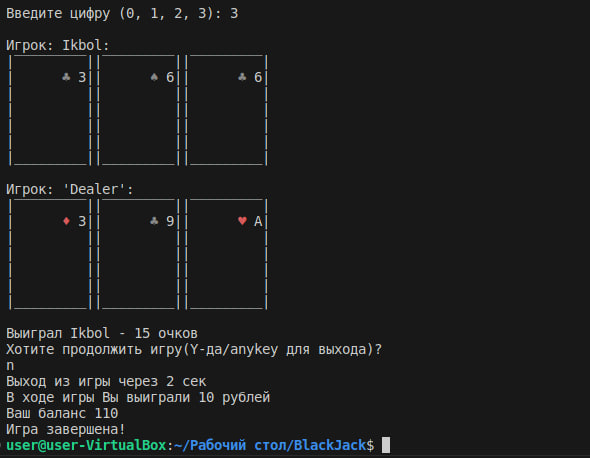 Введите цифру (0, 1, 2, 3): 3
Игрок: Ikbol:
♣ 3 ♠ 6 ♣ 6
Игрок: 'Dealer':
♦ 3 ♣ 9 ♥ A
Выиграл Ikbol - 15 очков
Хотите продолжить игру(Y-да/anykey для выхода)?
n
Выход из игры через 2 сек
В ходе игры Вы выиграли 10 рублей
Ваш баланс 110
Игра завершена!
user@user-VirtualBox:~/Рабочий стол/BlackJack$